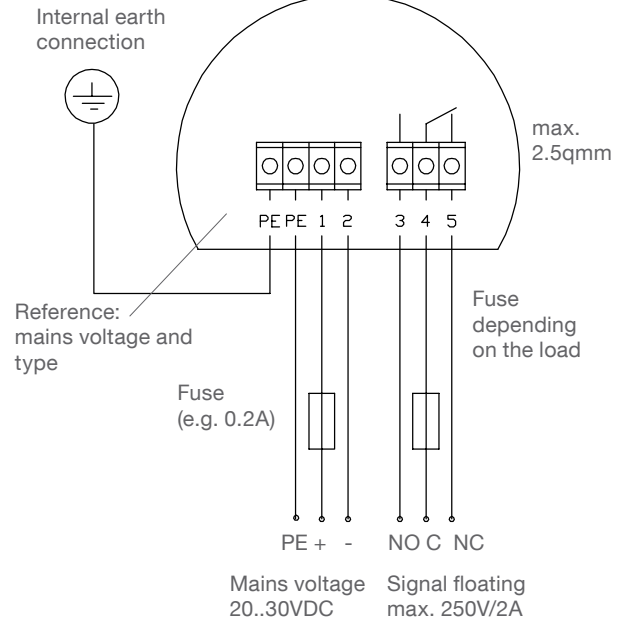 Internal earth
connection
max.
2.5qmm
PE PE 1 2 3 4 5
Reference:
mains voltage and
type
Fuse
depending
on the load
Fuse
(e.g. 0.2A)
PE + - NO C NC
Mains voltage
20..30VDC
Signal floating
max. 250V/2A